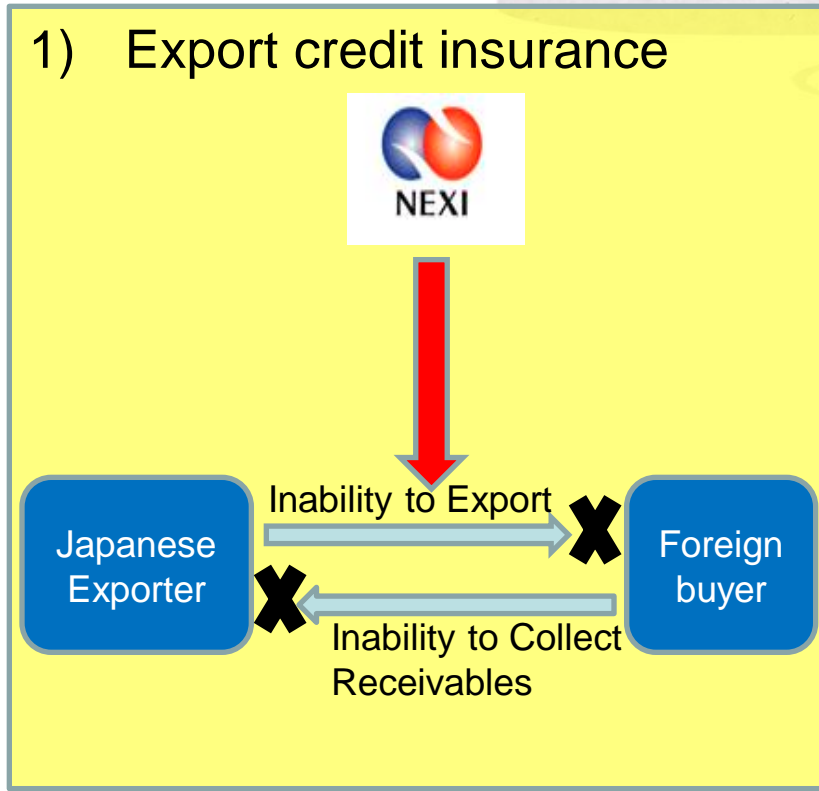 1) Export credit insurance
NEXI
Inability to Export
Japanese
Exporter
Foreign
buyer
Inability to Collect
Receivables